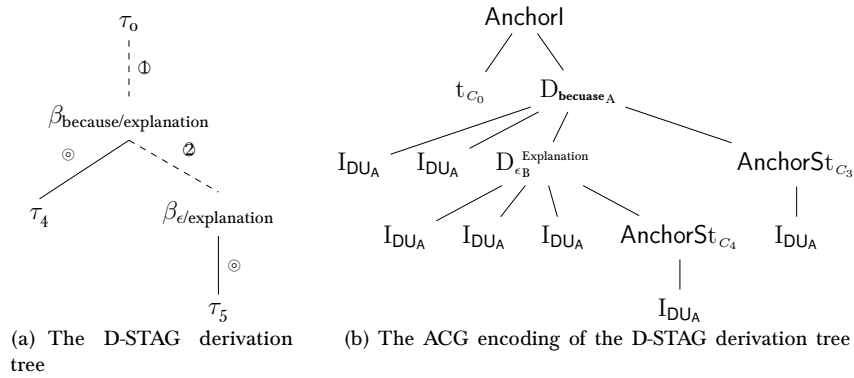 τ₀
①
β because/explanation
◎ ②
τ₄
β ϵ/explanation
◎
τ₅
(a) The D-STAG derivation
tree
AnchorI
t C₀ D becuase A
I DUA I DUA D ϵB Explanation AnchorSt C₃
I DUA I DUA I DUA AnchorSt C₄ I DUA
I DUA
(b) The ACG encoding of the D-STAG derivation tree